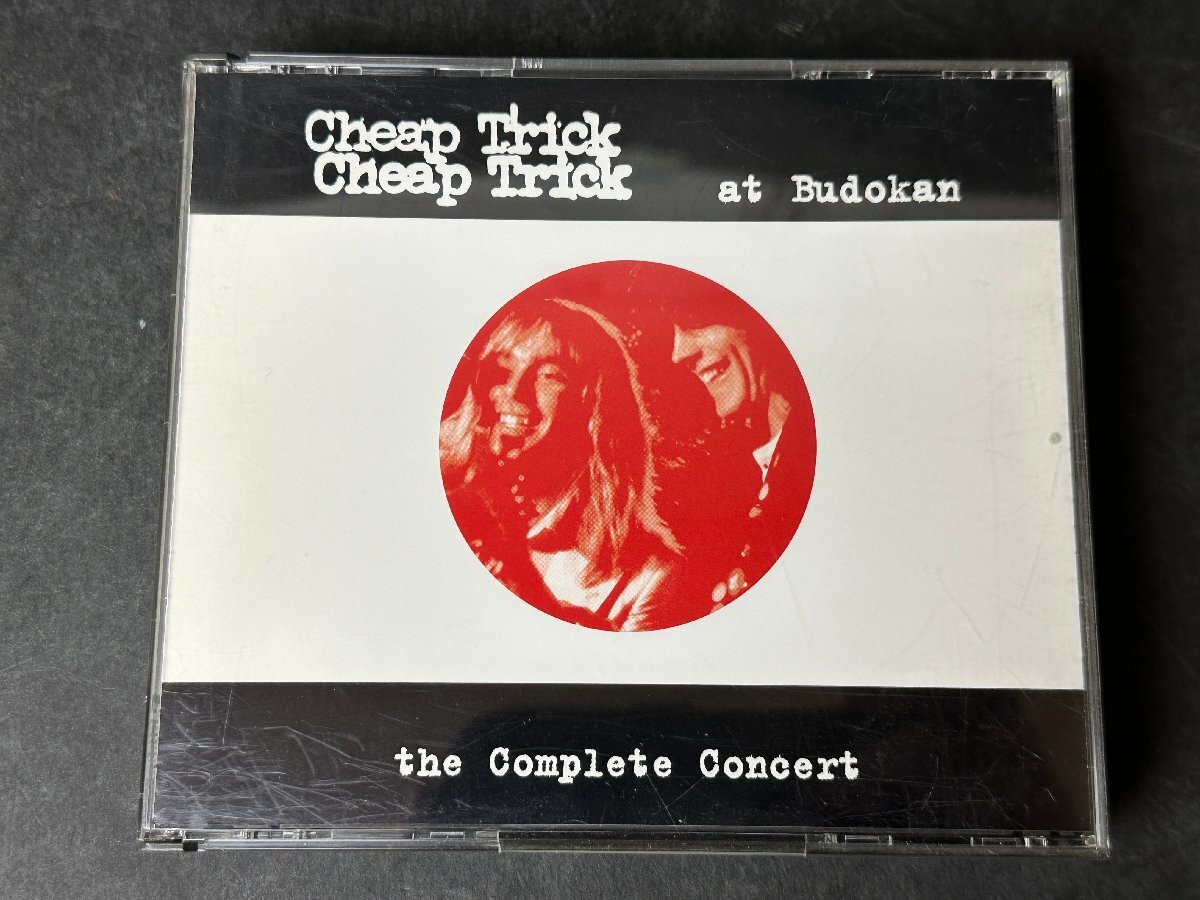 Cheap Trick
Cheap Trick at Budokan
the Complete Concert